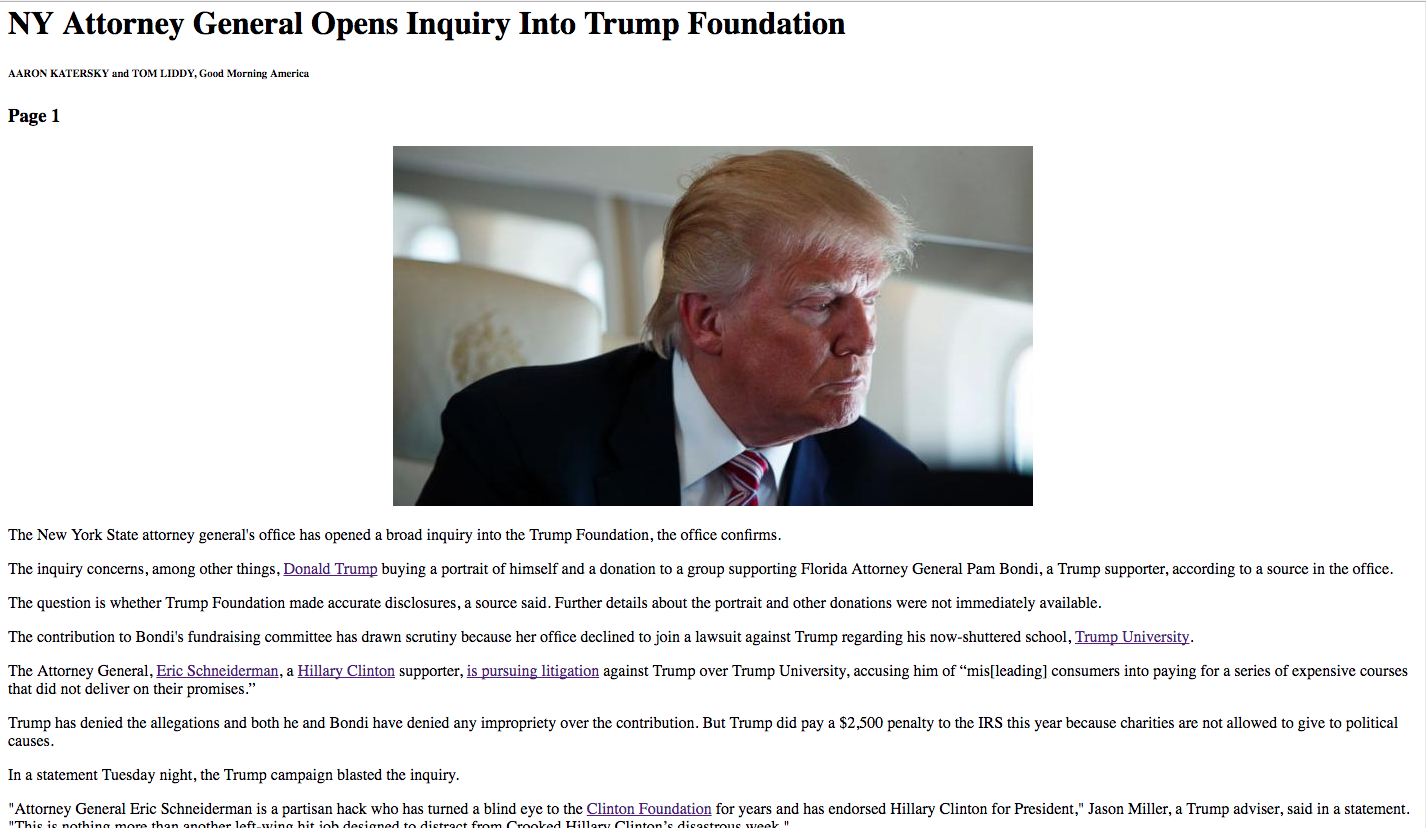 NY Attorney General Opens Inquiry Into Trump Foundation
AARON KATERSKY and TOM LIDDY, Good Morning America
Page 1
The New York State attorney general's office has opened a broad inquiry into the Trump Foundation, the office confirms.
The inquiry concerns, among other things, Donald Trump buying a portrait of himself and a donation to a group supporting Florida Attorney General Pam Bondi, a Trump supporter, according to a source in the office.
The question is whether Trump Foundation made accurate disclosures, a source said. Further details about the portrait and other donations were not immediately available.
The contribution to Bondi's fundraising committee has drawn scrutiny because her office declined to join a lawsuit against Trump regarding his now-shuttered school, Trump University.
The Attorney General, Eric Schneiderman, a Hillary Clinton supporter, is pursuing litigation against Trump over Trump University, accusing him of “mis[leading] consumers into paying for a series of expensive courses
that did not deliver on their promises.”
Trump has denied the allegations and both he and Bondi have denied any impropriety over the contribution. But Trump did pay a $2,500 penalty to the IRS this year because charities are not allowed to give to political
causes.
In a statement Tuesday night, the Trump campaign blasted the inquiry.
"Attorney General Eric Schneiderman is a partisan hack who has turned a blind eye to the Clinton Foundation for years and has endorsed Hillary Clinton for President," Jason Miller, a Trump adviser, said in a statement.
"This is nothing more than another left-wing hit job designed to distract from Crooked Hillary Clinton’s disastrous week."